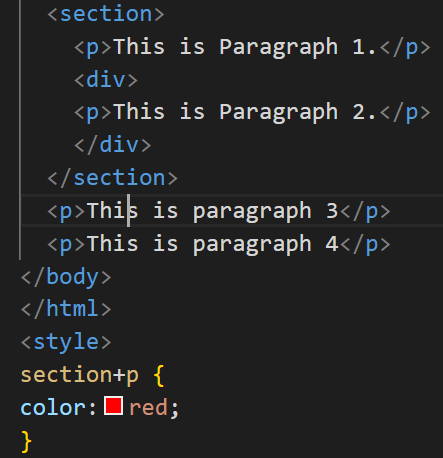 <section>
<p>This is Paragraph 1.</p>
<div>
<p>This is Paragraph 2.</p>
</div>
</section>
<p>This is paragraph 3</p>
<p>This is paragraph 4</p>
</body>
</html>
<style>
section+p {
color: red;
}